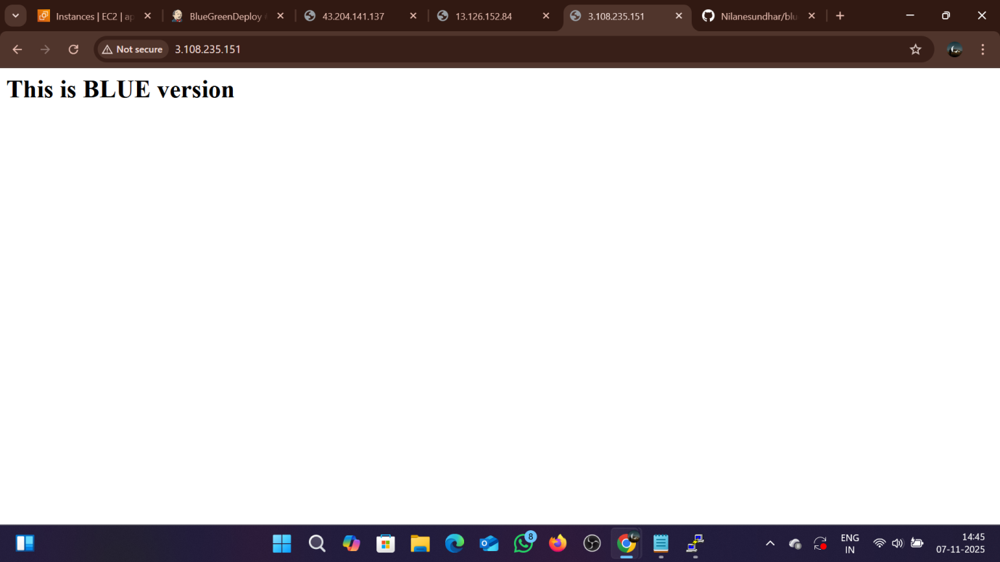 Instances | EC2 | ap
BlueGreenDeploy #
43.204.141.137
13.126.152.84
3.108.235.151
Nilanesundhar/blu
Not secure
3.108.235.151
This is BLUE version
8
ENG
IN
14:45
07-11-2025